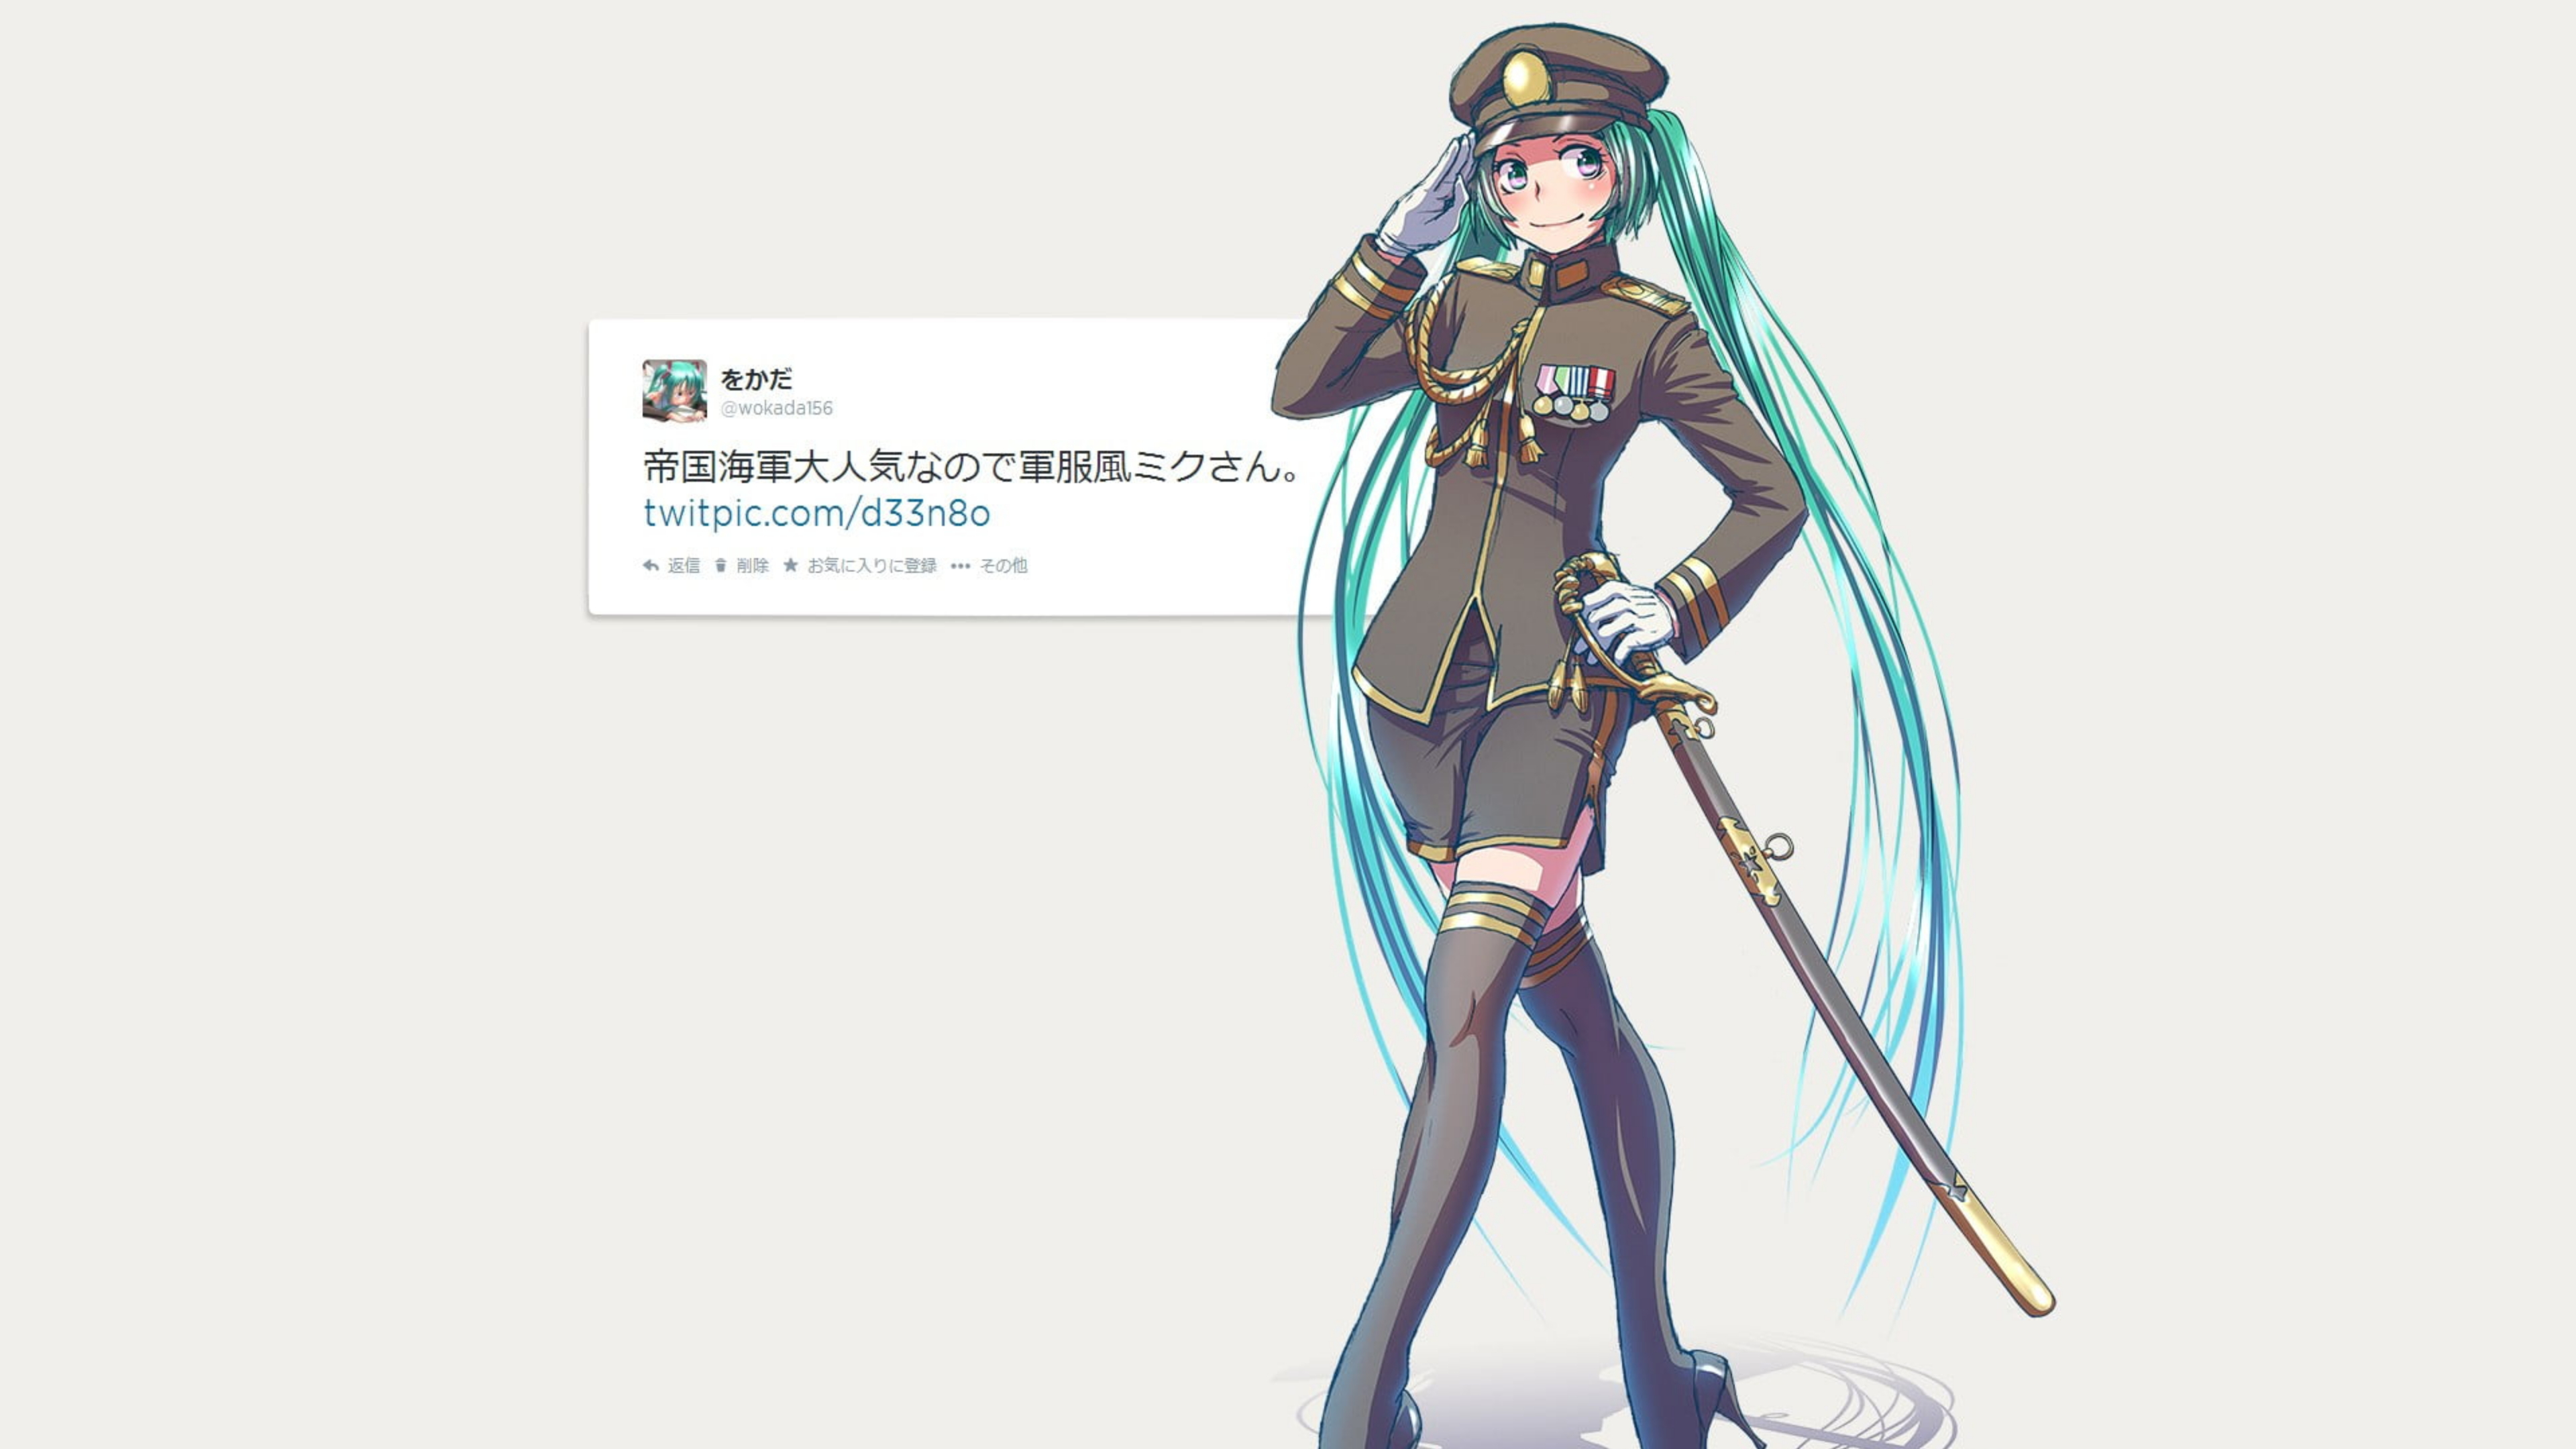 をかだ
@wokada156
帝国海軍大人気なので軍服風ミクさん。
twitpic.com/d33n8o
返信 削除 お気に入りに登録 その他